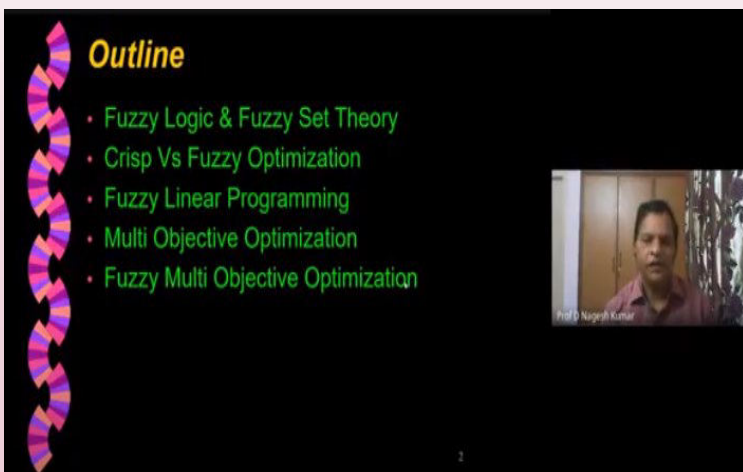 Outline
• Fuzzy Logic & Fuzzy Set Theory
• Crisp Vs Fuzzy Optimization
• Fuzzy Linear Programming
• Multi Objective Optimization
• Fuzzy Multi Objective Optimization
Prof D Nagesh Kumar
2